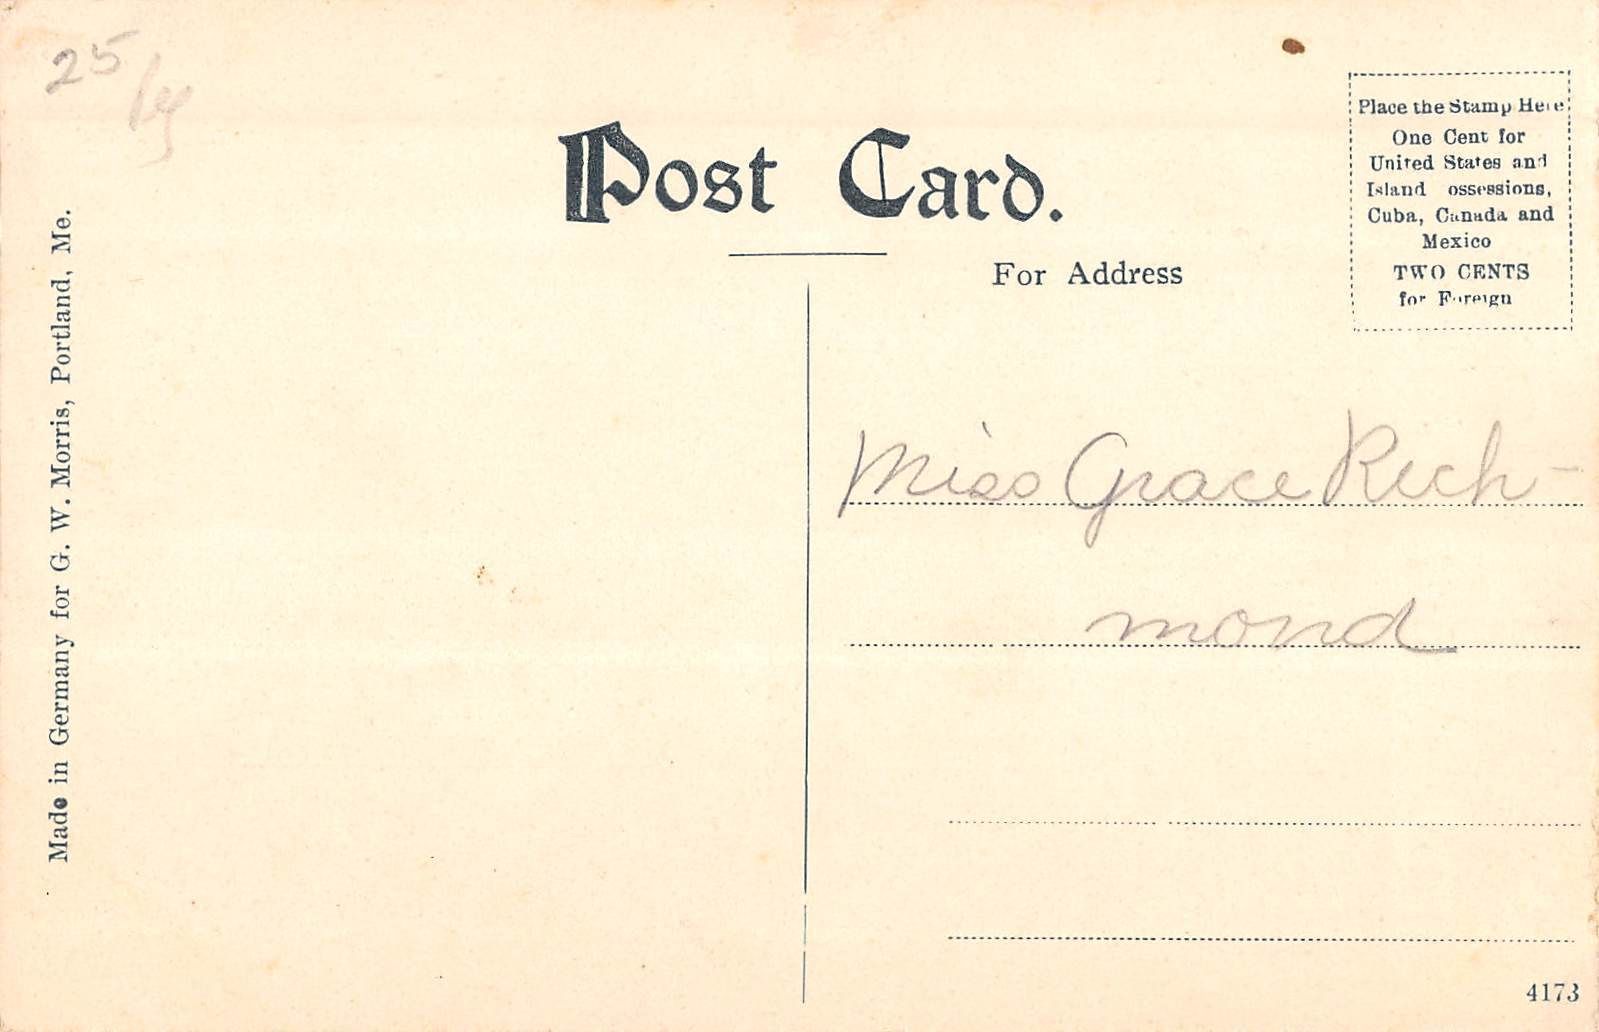 25
Post Card.
For Address
Place the Stamp Here
One Cent for
United States and
Island ossessions,
Cuba, Canada and
Mexico
TWO CENTS
for Foreign
Made in Germany for G. W. Morris, Portland, Me.
Miss Grace Rich-
mond
4173